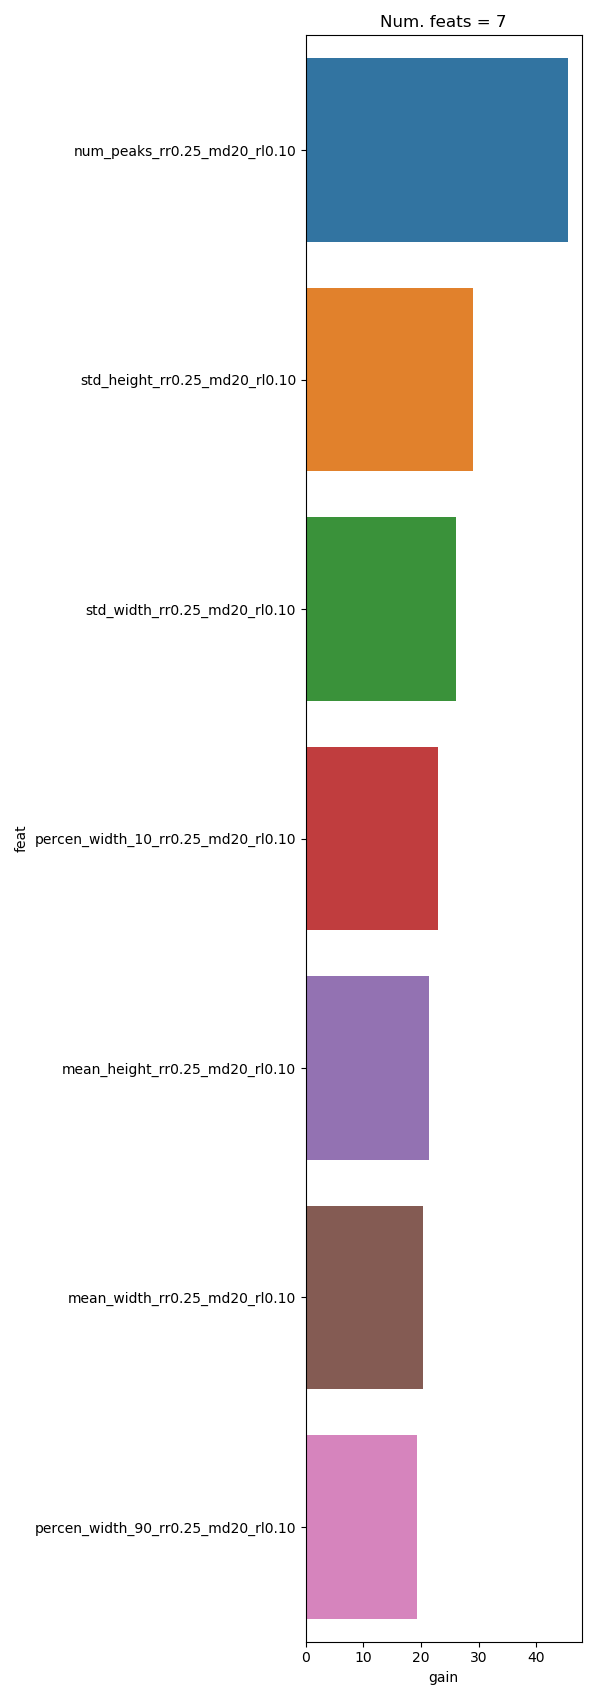 Num. feats = 7
num_peaks_rr0.25_md20_rl0.10
std_height_rr0.25_md20_rl0.10
std_width_rr0.25_md20_rl0.10
percen_width_10_rr0.25_md20_rl0.10
feat
mean_height_rr0.25_md20_rl0.10
mean_width_rr0.25_md20_rl0.10
percen_width_90_rr0.25_md20_rl0.10
0 10 20 30 40
gain